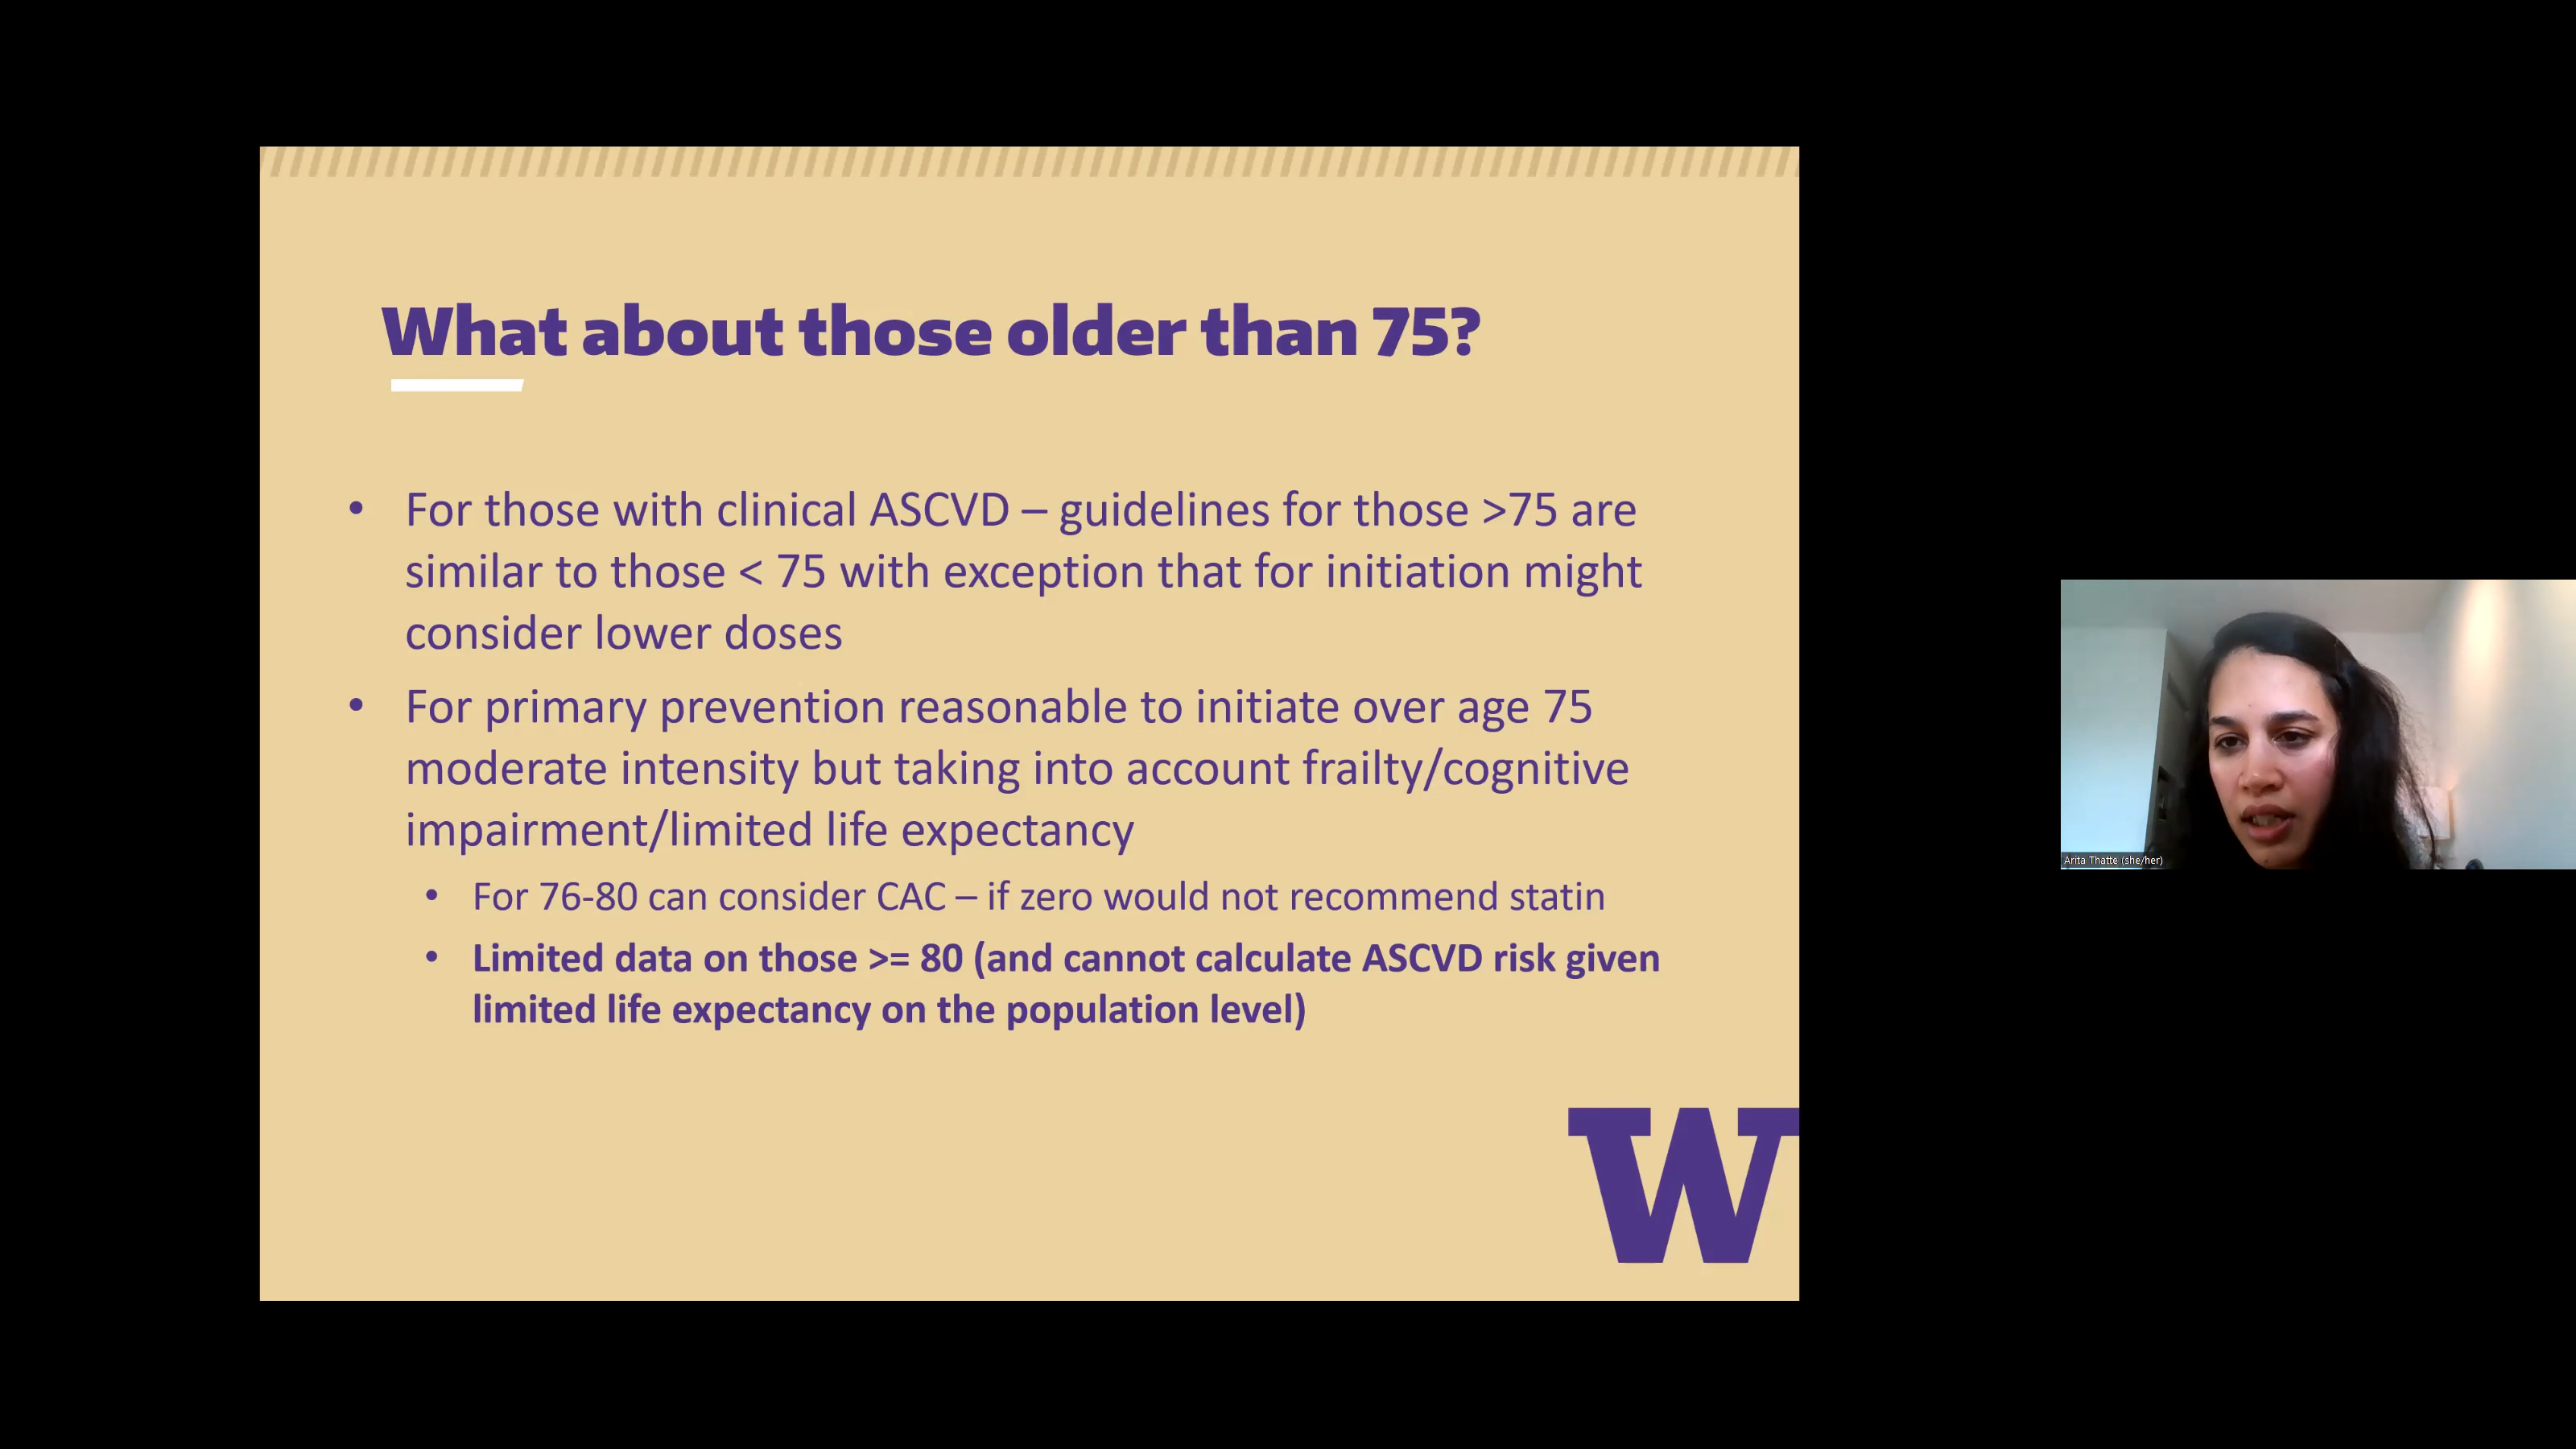 What about those older than 75?
• For those with clinical ASCVD – guidelines for those >75 are
similar to those < 75 with exception that for initiation might
consider lower doses
• For primary prevention reasonable to initiate over age 75
moderate intensity but taking into account frailty/cognitive
impairment/limited life expectancy
• For 76-80 can consider CAC – if zero would not recommend statin
• Limited data on those >= 80 (and cannot calculate ASCVD risk given
limited life expectancy on the population level)
W
Arita Thatte (she/her)